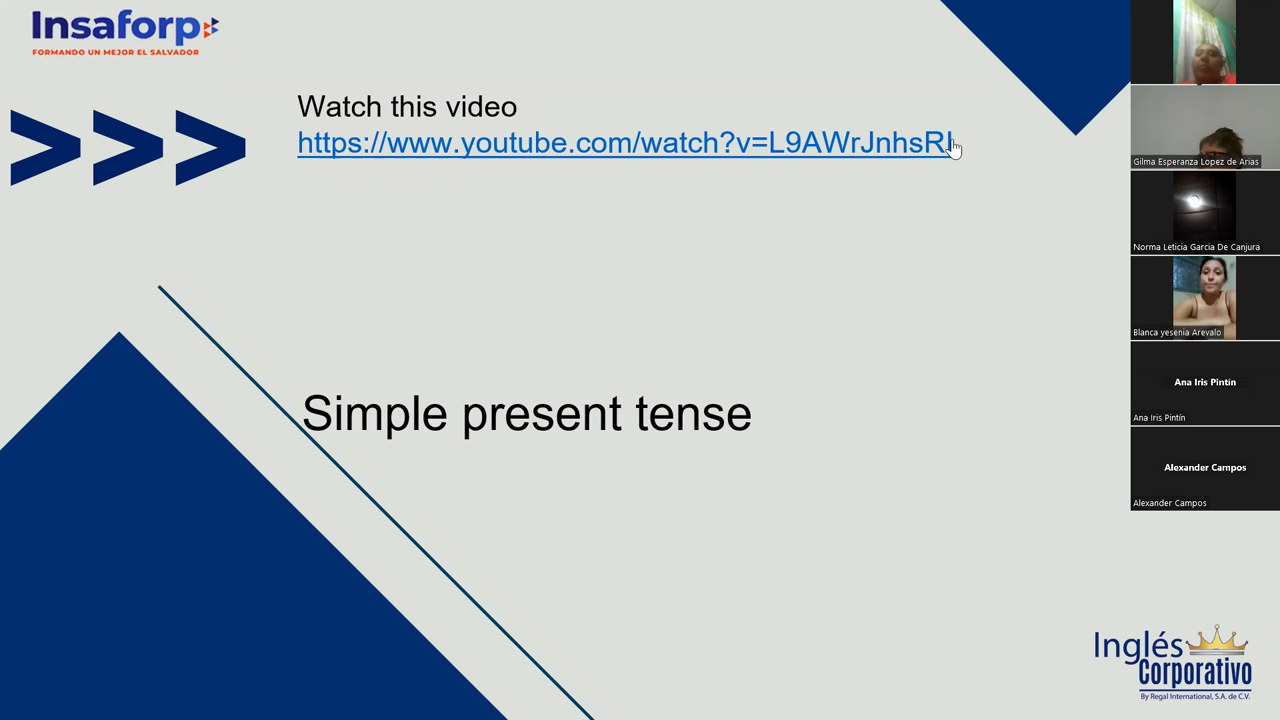 Insaforp
FORMANDO UN MEJOR EL SALVADOR
>>>
Watch this video
https://www.youtube.com/watch?v=L9AWrJnhsRI
Simple present tense
Gilma Esperanza Lopez de Arias
Norma Leticia Garcia De Canjura
Blanca yesenia Arevalo
Ana Iris Pintin
Ana Iris Pintín
Alexander Campos
Alexander Campos
Inglés
Corporativo
By Regal International, S.A. de C.V.